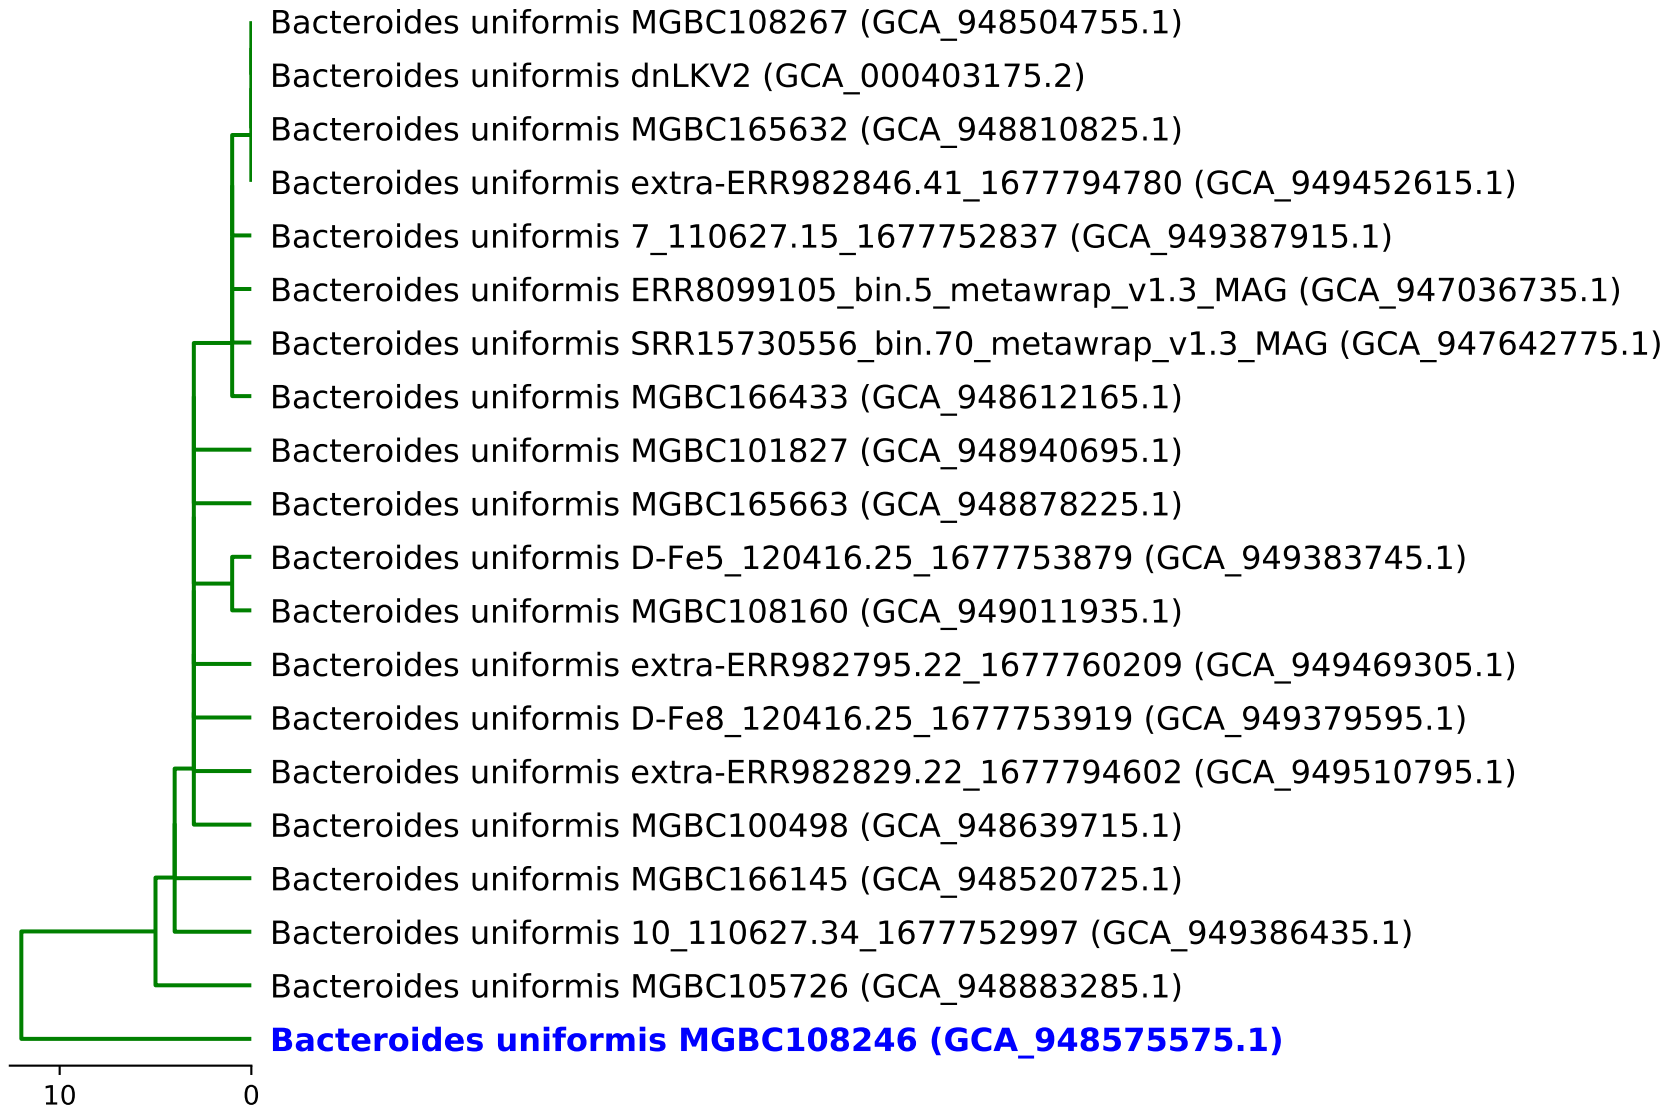 Bacteroides uniformis MGBC108267 (GCA_948504755.1)
Bacteroides uniformis dnLKV2 (GCA_000403175.2)
Bacteroides uniformis MGBC165632 (GCA_948810825.1)
Bacteroides uniformis extra-ERR982846.41_1677794780 (GCA_949452615.1)
Bacteroides uniformis 7_110627.15_1677752837 (GCA_949387915.1)
Bacteroides uniformis ERR8099105_bin.5_metawrap_v1.3_MAG (GCA_947036735.1)
Bacteroides uniformis SRR15730556_bin.70_metawrap_v1.3_MAG (GCA_947642775.1)
Bacteroides uniformis MGBC166433 (GCA_948612165.1)
Bacteroides uniformis MGBC101827 (GCA_948940695.1)
Bacteroides uniformis MGBC165663 (GCA_948878225.1)
Bacteroides uniformis D-Fe5_120416.25_1677753879 (GCA_949383745.1)
Bacteroides uniformis MGBC108160 (GCA_949011935.1)
Bacteroides uniformis extra-ERR982795.22_1677760209 (GCA_949469305.1)
Bacteroides uniformis D-Fe8_120416.25_1677753919 (GCA_949379595.1)
Bacteroides uniformis extra-ERR982829.22_1677794602 (GCA_949510795.1)
Bacteroides uniformis MGBC100498 (GCA_948639715.1)
Bacteroides uniformis MGBC166145 (GCA_948520725.1)
Bacteroides uniformis 10_110627.34_1677752997 (GCA_949386435.1)
Bacteroides uniformis MGBC105726 (GCA_948883285.1)
Bacteroides uniformis MGBC108246 (GCA_948575575.1)
10 0